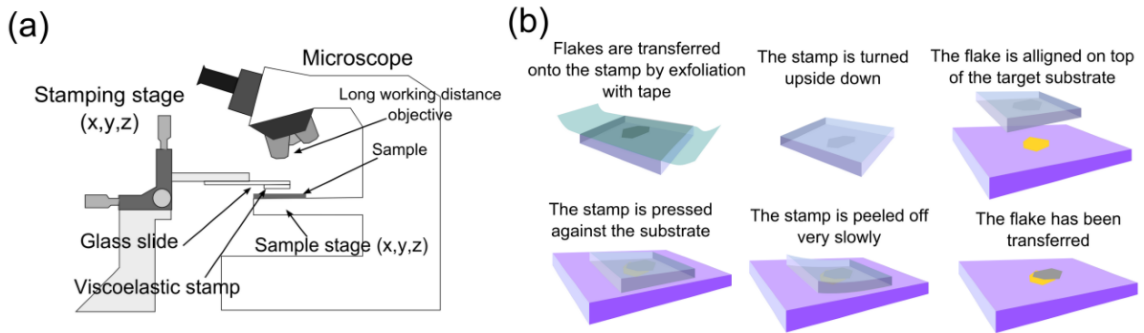 (a)
Microscope
Stamping stage
(x,y,z)
Long working distance
objective
Sample
Glass slide
Sample stage (x,y,z)
Viscoelastic stamp
(b)
Flakes are transferred
onto the stamp by exfoliation
with tape
The stamp is turned
upside down
The flake is alligned on top
of the target substrate
The stamp is pressed
against the substrate
The stamp is peeled off
very slowly
The flake has been
transferred